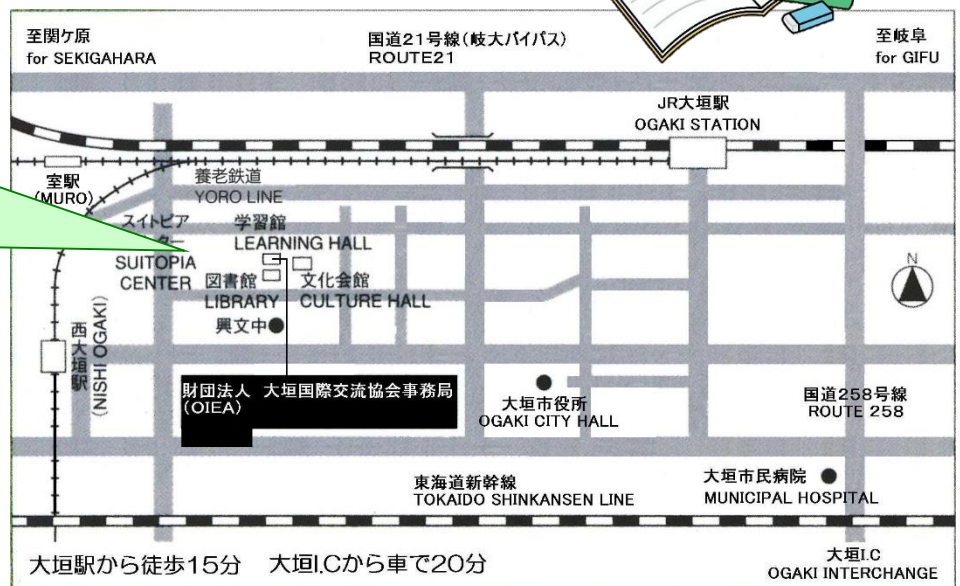 至関ケ原
for SEKIGAHARA
国道21号線(岐大バイパス)
ROUTE21
至岐阜
for GIFU
JR大垣駅
OGAKI STATION
室駅
(MURO)
養老鉄道
YORO LINE
スイトピア
ター
SUITOPIA
CENTER
学習館
LEARNING HALL
図書館
LIBRARY
文化会館
CULTURE HALL
興文中
N
西大垣駅
(NISHI OGAKI)
財団法人 大垣国際交流協会事務局
(OIEA)
大垣市役所
OGAKI CITY HALL
国道258号線
ROUTE 258
東海道新幹線
TOKAIDO SHINKANSEN LINE
大垣市民病院
MUNICIPAL HOSPITAL
大垣駅から徒歩15分 大垣I.Cから車で20分
大垣I.C
OGAKI INTERCHANGE